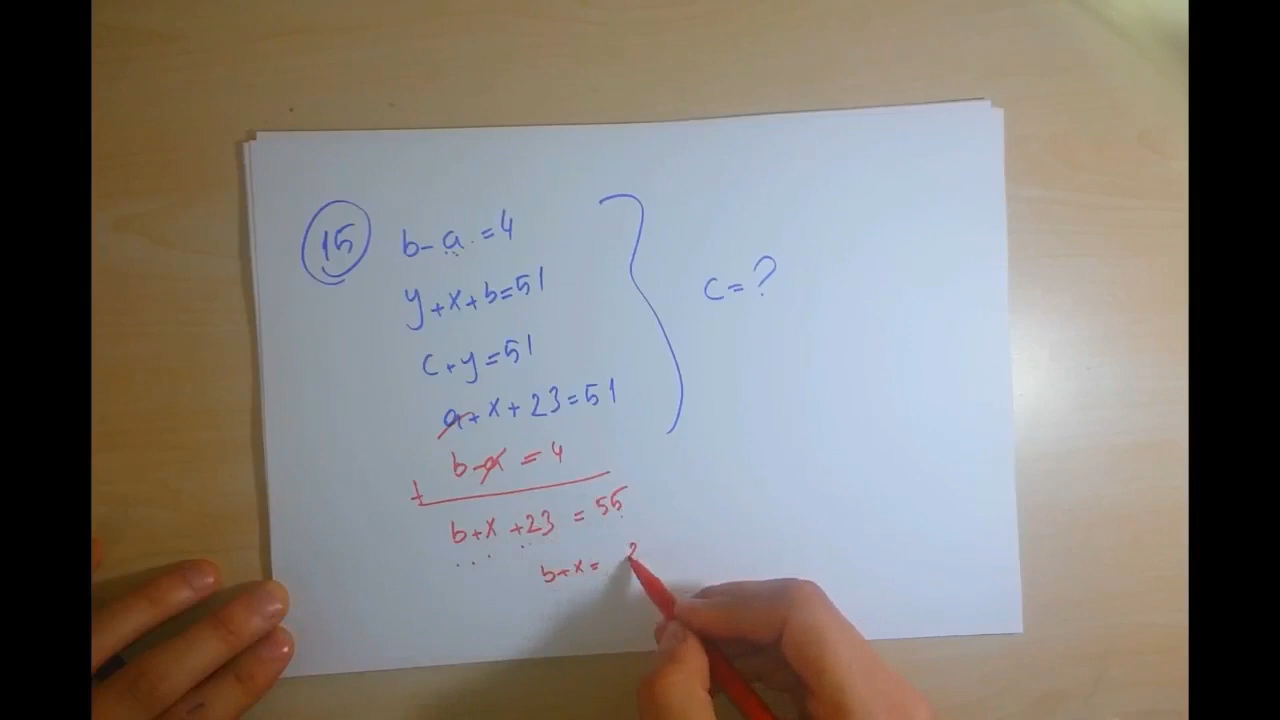 15
b-a=4
y+x+b=51
c+y=51
a+x+23=51
c=?
b-a=4
+
b+x+23=55
b+x=